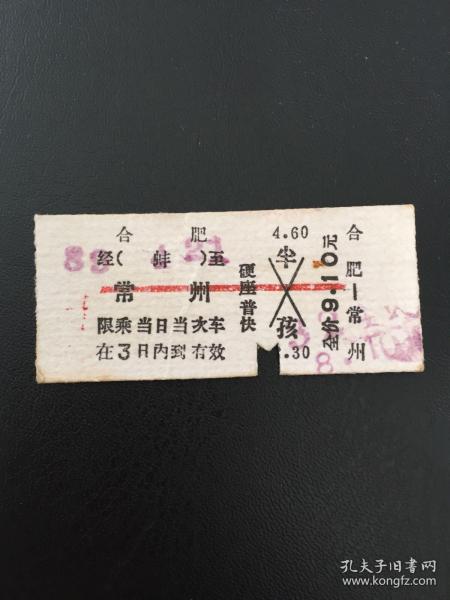 合肥
经(蚌)至
常州
限乘当日当次车
在3日内到有效
硬座普快
4.60
半
孩
.30
全价9.10元
合肥—常州
孔夫子旧书网
www.kongfz.com